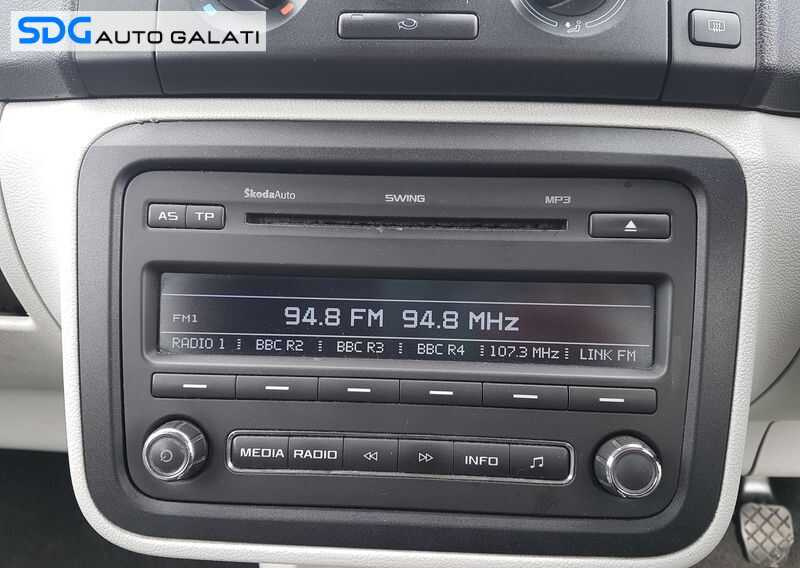 SDG AUTO GALATI
ŠkodaAuto SWING MP3
AS TP
FM1 94.8 FM 94.8 MHz
RADIO 1 BBC R2 BBC R3 BBC R4 107.3 MHz LINK FM
MEDIA RADIO INFO